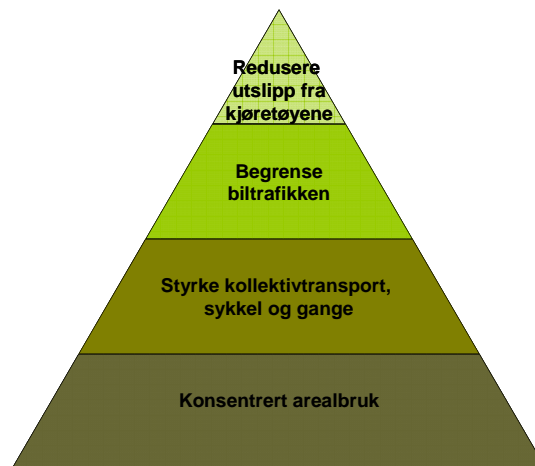 Redusere
utslipp fra
kjøretøyene
Begrense
biltrafikken
Styrke kollektivtransport,
sykkel og gange
Konsentrert arealbruk